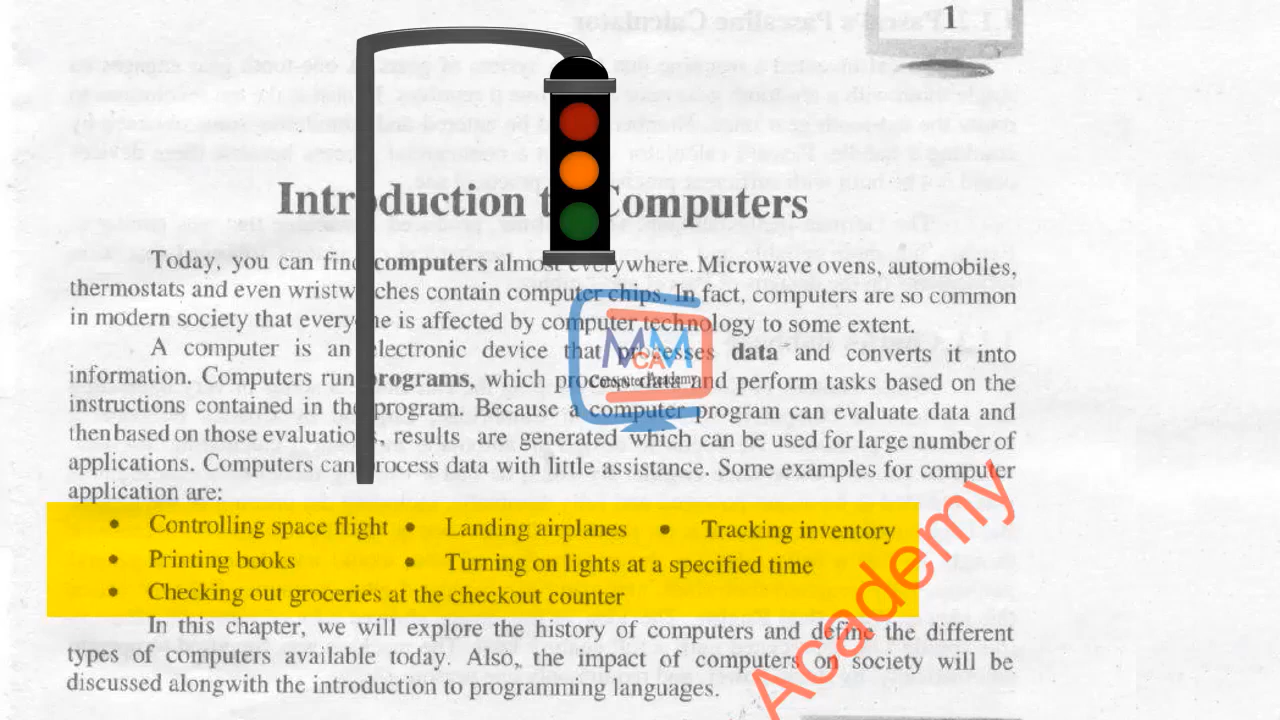 1
Introduction t Computers
Today, you can find computers almost everywhere. Microwave ovens, automobiles,
thermostats and even wristw ches contain computer chips. In fact, computers are so common
in modern society that every ne is affected by computer technology to some extent.
A computer is an electronic device that processes data and converts it into
information. Computers run programs, which process data and perform tasks based on the
instructions contained in the program. Because a computer program can evaluate data and
then based on those evaluations, results are generated which can be used for large number of
applications. Computers can process data with little assistance. Some examples for computer
application are:
• Controlling space flight • Landing airplanes • Tracking inventory
• Printing books • Turning on lights at a specified time
• Checking out groceries at the checkout counter
In this chapter, we will explore the history of computers and define the different
types of computers available today. Also, the impact of computers on society will be
discussed alongwith the introduction to programming languages.
MCAM
Computer Academy
Academy